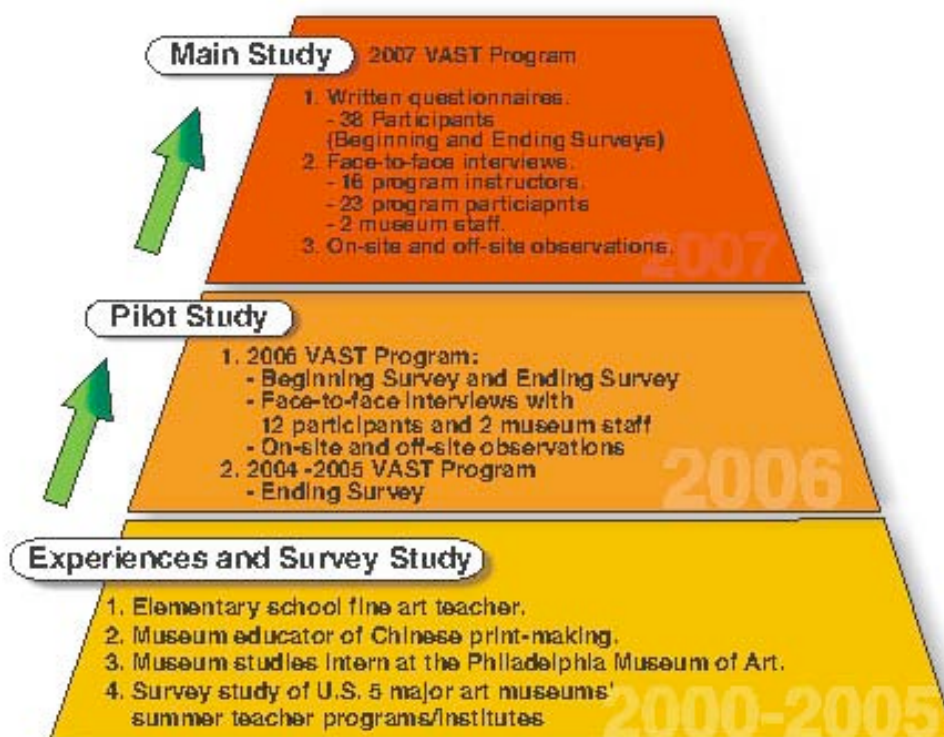 Main Study
2007 VAST Program
1. Written questionnaires.
- 38 Participants
(Beginning and Ending Surveys)
2. Face-to-face interviews.
- 16 program instructors.
- 23 program particiapnts
- 2 museum staff.
3. On-site and off-site observations.
2007
Pilot Study
1. 2006 VAST Program:
- Beginning Survey and Ending Survey
- Face-to-face interviews with
12 participants and 2 museum staff
- On-site and off-site observations
2. 2004 -2005 VAST Program
- Ending Survey
2006
Experiences and Survey Study
1. Elementary school fine art teacher.
2. Museum educator of Chinese print-making.
3. Museum studies intern at the Philadelphia Museum of Art.
4. Survey study of U.S. 5 major art museums'
summer teacher programs/institutes
2000-2005